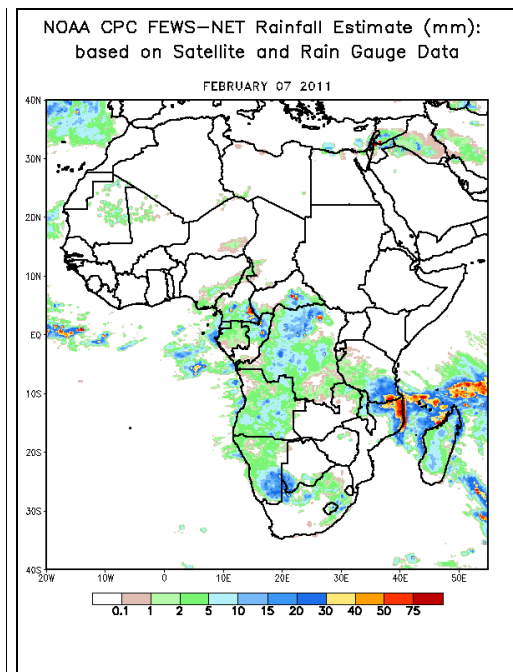 NOAA CPC FEWS-NET Rainfall Estimate (mm):
based on Satellite and Rain Gauge Data
FEBRUARY 07 2011
40N
30N
20N
10N
EQ
10S
20S
30S
40S
20W 10W 0 10E 20E 30E 40E 50E
0.1 1 2 5 10 15 20 30 40 50 75